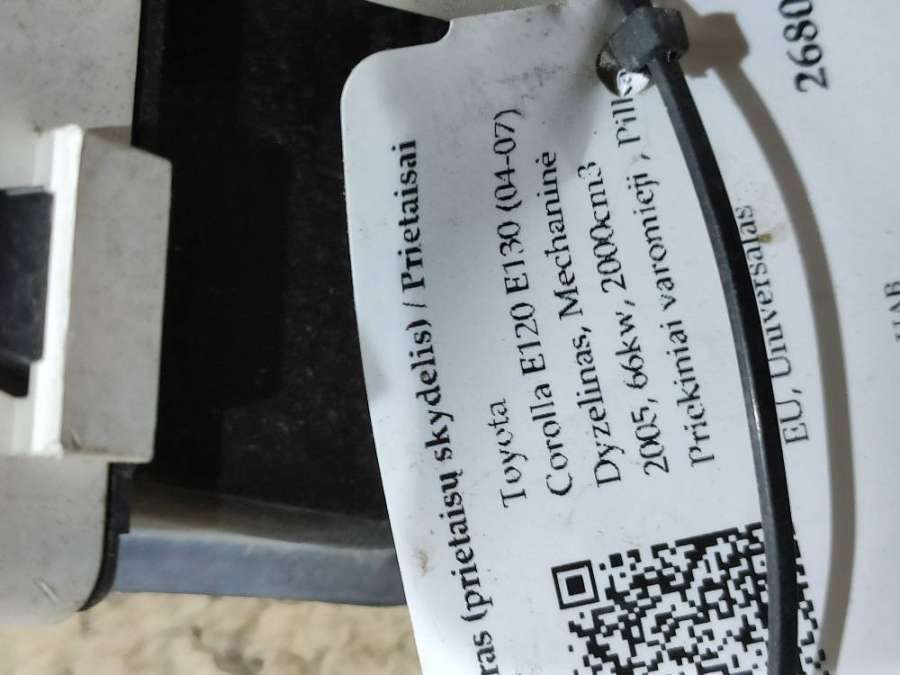 (prietaisų skydelis) / Prietaisai
Toyota
Corolla E120 E130 (04-07)
Dyzelinas, Mechaninė
2005, 66kw, 2000cm3
Priekiniai varomieji,
EU, Universalas
2680
UAB